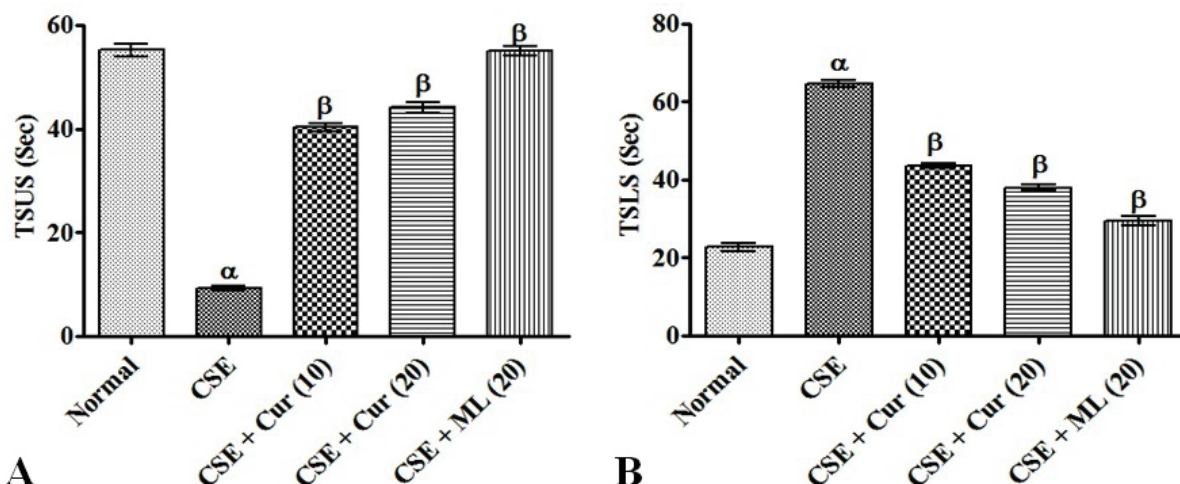 TSUS (Sec)
60
40
20
0
α
β
β
β
Normal
CSE
CSE + Cur (10)
CSE + Cur (20)
CSE + ML (20)
A
TSLS (Sec)
80
60
40
20
0
α
β
β
β
Normal
CSE
CSE + Cur (10)
CSE + Cur (20)
CSE + ML (20)
B